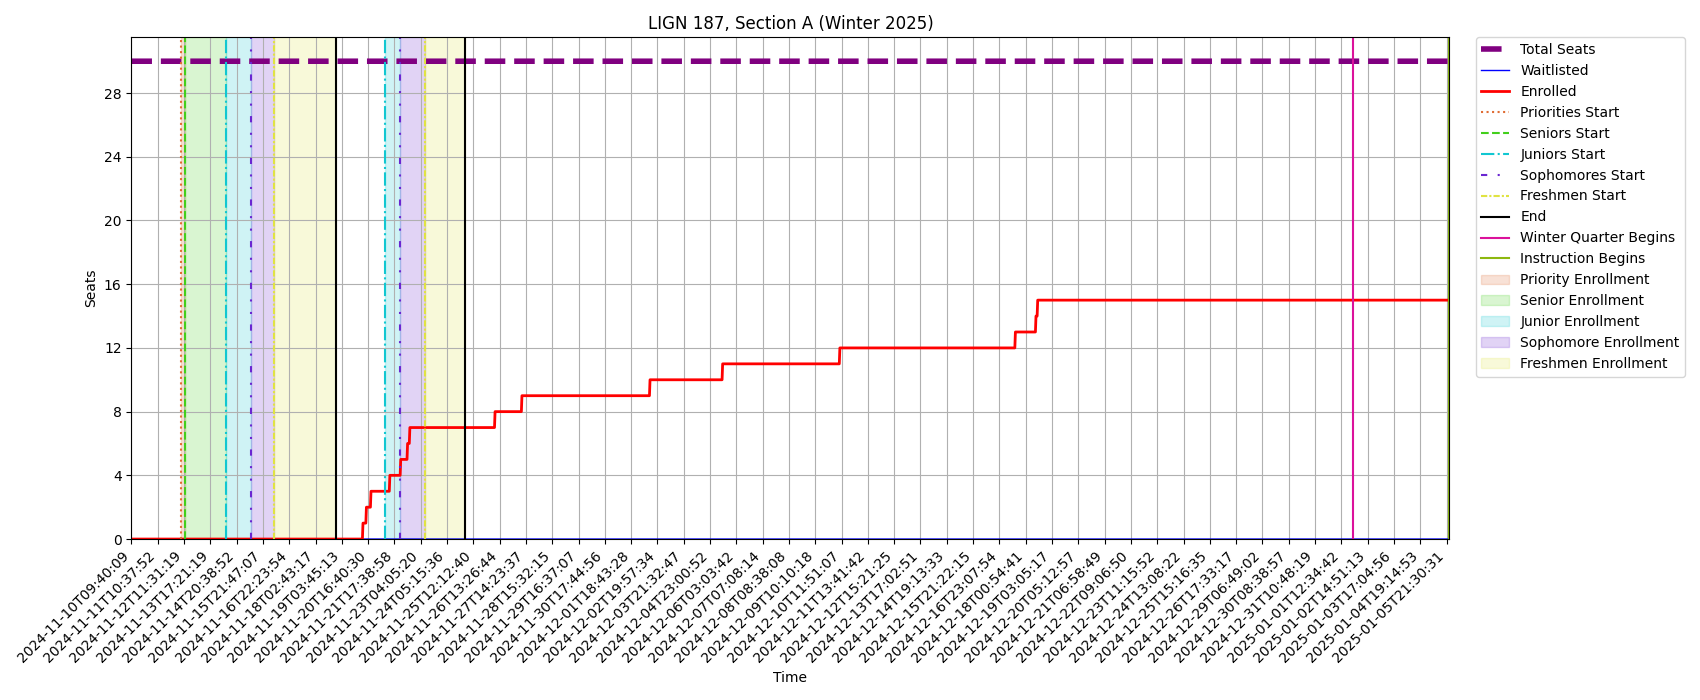 LIGN 187, Section A (Winter 2025)
Total Seats
Waitlisted
Enrolled
Priorities Start
Seniors Start
Juniors Start
Sophomores Start
Freshmen Start
End
Winter Quarter Begins
Instruction Begins
Priority Enrollment
Senior Enrollment
Junior Enrollment
Sophomore Enrollment
Freshmen Enrollment
Seats
28
24
20
16
12
8
4
0
2024-11-10T09:40:09
2024-11-11T10:37:52
2024-11-12T11:31:19
2024-11-13T17:21:19
2024-11-14T20:38:52
2024-11-15T21:47:07
2024-11-16T22:23:54
2024-11-18T02:43:17
2024-11-19T03:45:13
2024-11-20T16:40:30
2024-11-21T17:38:58
2024-11-23T04:05:20
2024-11-24T05:15:36
2024-11-25T12:12:40
2024-11-26T13:26:44
2024-11-27T14:23:37
2024-11-28T15:32:15
2024-11-29T16:37:07
2024-11-30T17:44:56
2024-12-01T18:43:28
2024-12-02T19:57:34
2024-12-03T21:32:47
2024-12-04T23:00:52
2024-12-06T03:03:42
2024-12-07T07:08:14
2024-12-08T08:38:08
2024-12-09T10:10:18
2024-12-10T11:51:07
2024-12-11T13:41:42
2024-12-12T15:21:25
2024-12-13T17:02:51
2024-12-14T19:13:33
2024-12-15T21:22:15
2024-12-16T23:07:54
2024-12-18T00:54:41
2024-12-19T03:05:17
2024-12-20T05:12:57
2024-12-21T06:58:49
2024-12-22T09:06:50
2024-12-23T11:15:52
2024-12-24T13:08:22
2024-12-25T15:16:35
2024-12-26T17:33:17
2024-12-29T06:49:02
2024-12-30T08:38:57
2024-12-31T10:48:19
2025-01-01T12:34:42
2025-01-02T14:51:13
2025-01-03T17:04:56
2025-01-04T19:14:53
2025-01-05T21:30:31
Time